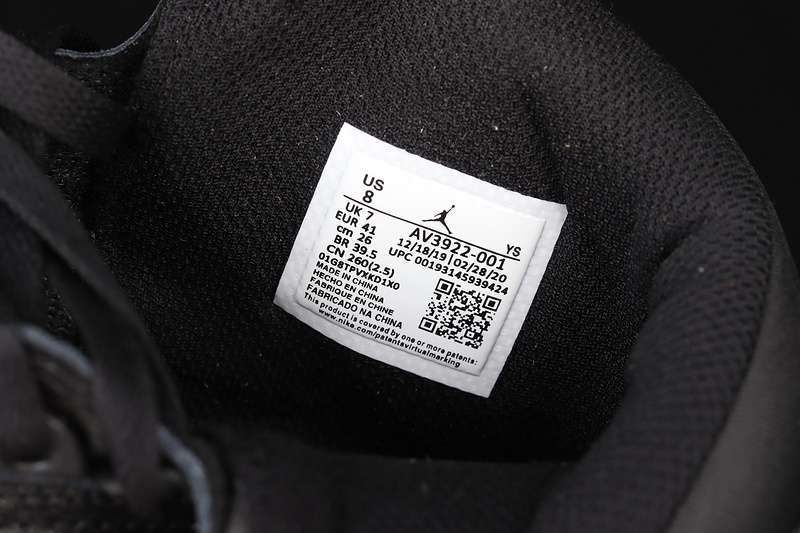 US
8
UK 7
EUR 41
cm 26
BR 39.5
CN 260(2.5)
01G8TPVXKD1X0
MADE IN CHINA
HECHO EN CHINA
FABRIQUE EN CHINE
FABRICADO NA CHINA
AV3922-001 YS
12/18/19 | 02/28/20
UPC 00193145939424
This product is covered by one or more patents:
www.nike.com/patentsvirtualmarking